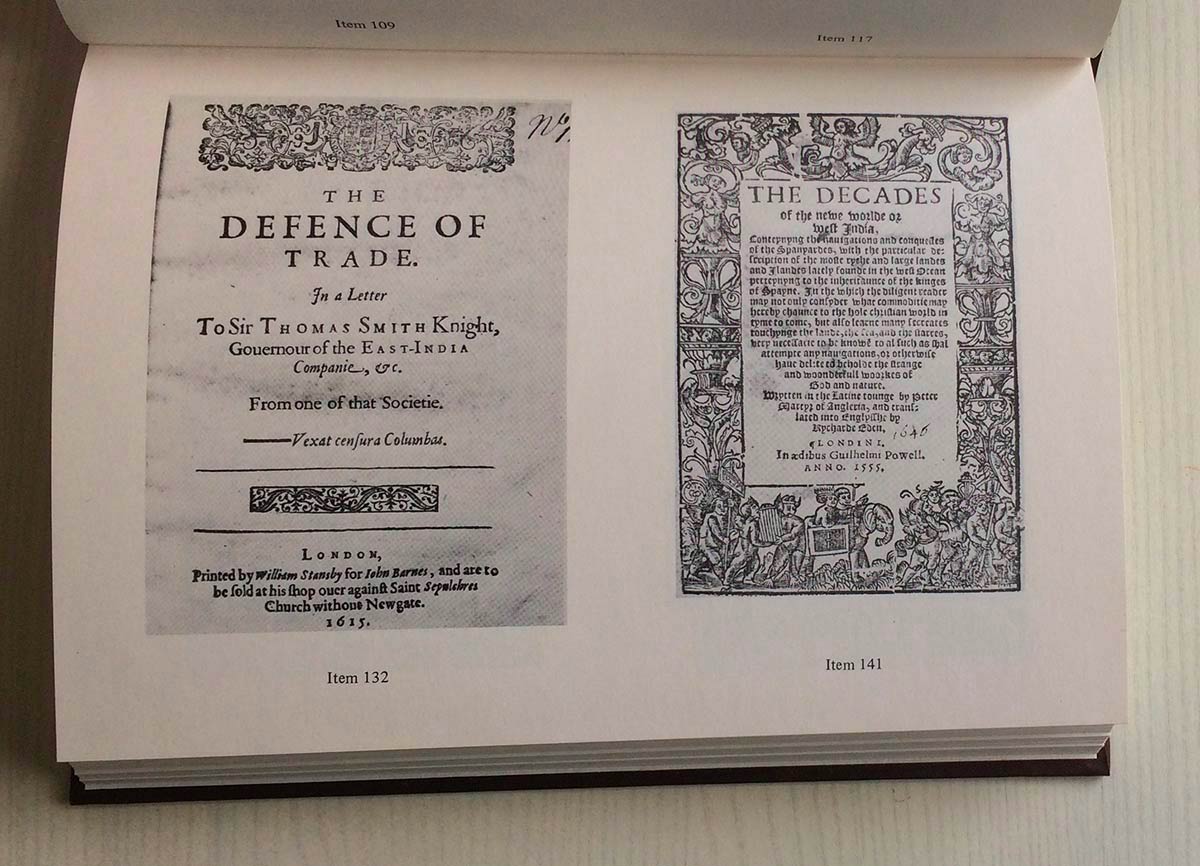 Item 109
Item 117
THE
DEFENCE OF
TRADE.
In a Letter
To Sir THOMAS SMITH Knight,
Gouernour of the EAST-INDIA
Companie, &c.
From one of that Societie.
Vexat censura Columbas.
LONDON,
Printed by William Stansby for Iohn Barnes, and are to
be sold at his shop ouer against Saint Sepulchres
Church without Newgate.
1615.
Item 132
THE DECADES
of the newe worlde or
west India,
Conteynyng the nauigations and conquestes
of the Spanyardes, with the particular de-
scription of the moste ryche and large landes
and Ilandes lately founde in the west Ocean
perteynyng to the inheritaunce of the kinges
of Spayne. In the which the diligent reader
may not only consyder what commoditie may
hereby chaunce to the hole christian world in
tyme to come, but also learne many secreates
touchynge the lande, the sea, and the starres,
very necessarie to be knowē to al such as shal
attempte any nauigations, or otherwise
haue delite to beholde the strange
and woonderfull woorkes of
God and nature.
Wrytten in the Latine tounge by Peter
Martyr of Angleria, and trans-
lated into Englysshe by
Rycharde Eden.
1646
¶LONDINI.
In ædibus Guilhelmi Powell.
ANNO. 1555.
Item 141